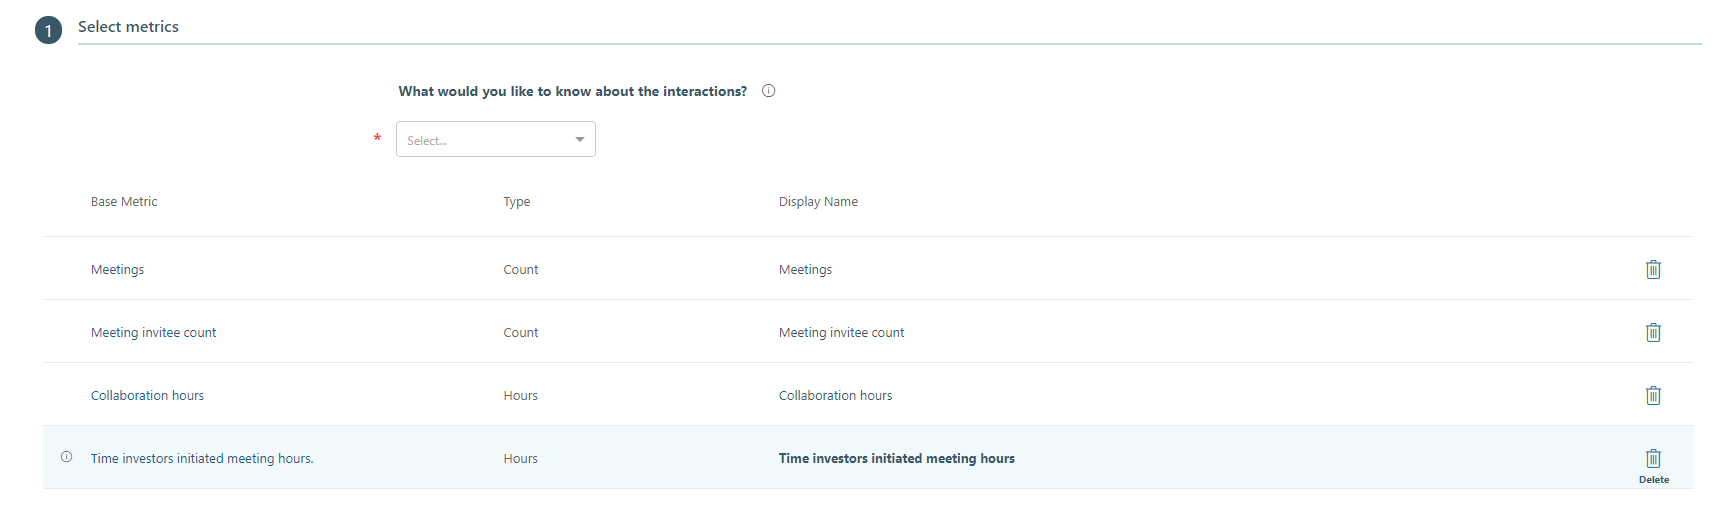 1 Select metrics
What would you like to know about the interactions?
* Select...
Base Metric Type Display Name
Meetings Count Meetings
Meeting invitee count Count Meeting invitee count
Collaboration hours Hours Collaboration hours
Time investors initiated meeting hours. Hours Time investors initiated meeting hours
Delete